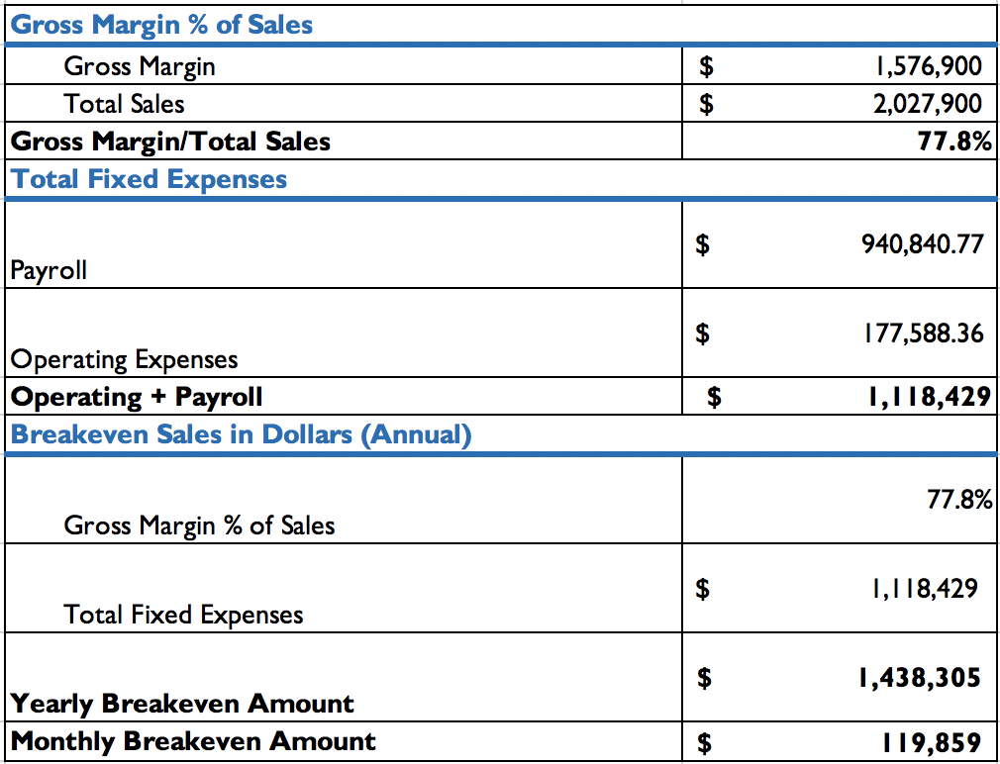 Gross Margin % of Sales
Gross Margin $ 1,576,900
Total Sales $ 2,027,900
Gross Margin/Total Sales 77.8%
Total Fixed Expenses
Payroll $ 940,840.77
Operating Expenses $ 177,588.36
Operating + Payroll $ 1,118,429
Breakeven Sales in Dollars (Annual)
Gross Margin % of Sales 77.8%
Total Fixed Expenses $ 1,118,429
Yearly Breakeven Amount $ 1,438,305
Monthly Breakeven Amount $ 119,859